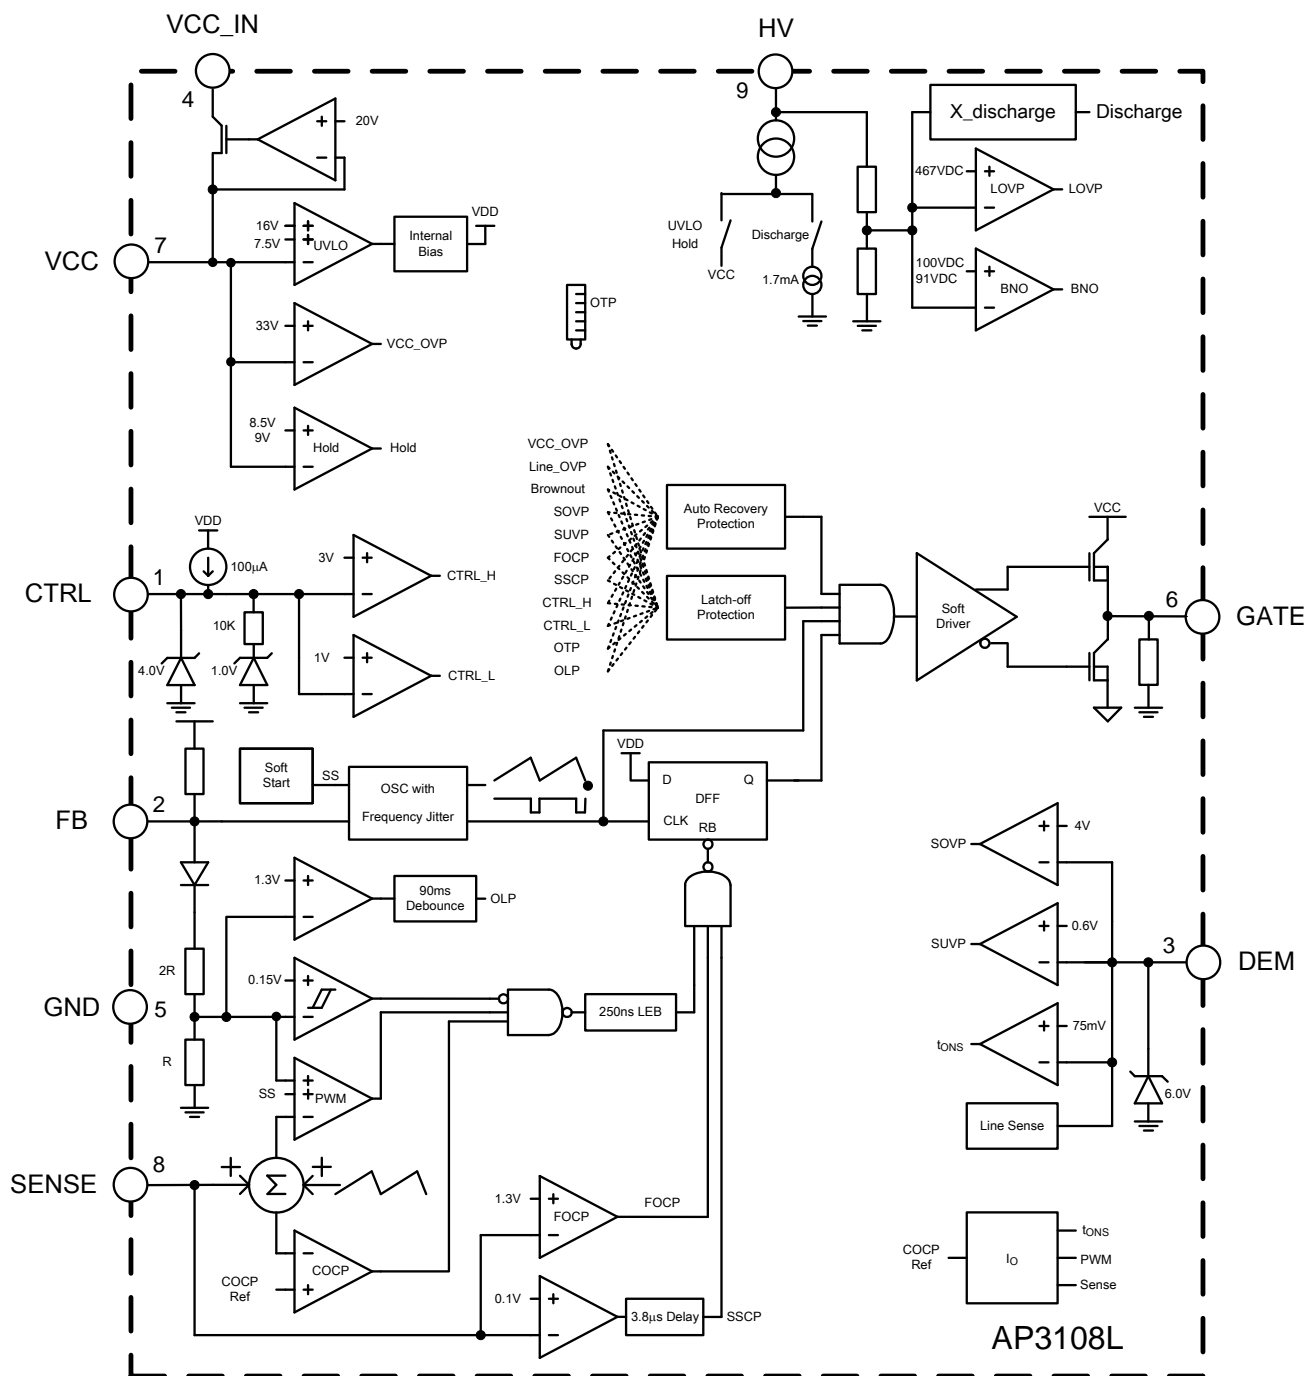 VCC_IN
HV
4
9
20V
X_discharge
Discharge
467VDC
LOVP
LOVP
16V
7.5V
UVLO
Internal
Bias
VDD
UVLO
Hold
Discharge
VCC
1.7mA
7
VCC
100VDC
91VDC
BNO
BNO
OTP
33V
VCC_OVP
8.5V
9V
Hold
Hold
VCC_OVP
Line_OVP
Brownout
SOVP
SUVP
FOCP
SSCP
CTRL_H
CTRL_L
OTP
OLP
Auto Recovery
Protection
Latch-off
Protection
VCC
VDD
100µA
3V
CTRL_H
1
CTRL
10K
4.0V
1.0V
1V
CTRL_L
Soft
Driver
6
GATE
Soft
Start
SS
OSC with
Frequency Jitter
VDD
D
Q
DFF
CLK
RB
2
FB
4V
SOVP
1.3V
90ms
Debounce
OLP
0.6V
SUVP
3
DEM
2R
0.15V
GND
5
250ns LEB
75mV
tONS
R
SS
PWM
6.0V
Line Sense
8
SENSE
+
Σ
+
1.3V
FOCP
FOCP
COCP
COCP
Ref
0.1V
3.8µs Delay
SSCP
COCP
Ref
IO
tONS
PWM
Sense
AP3108L